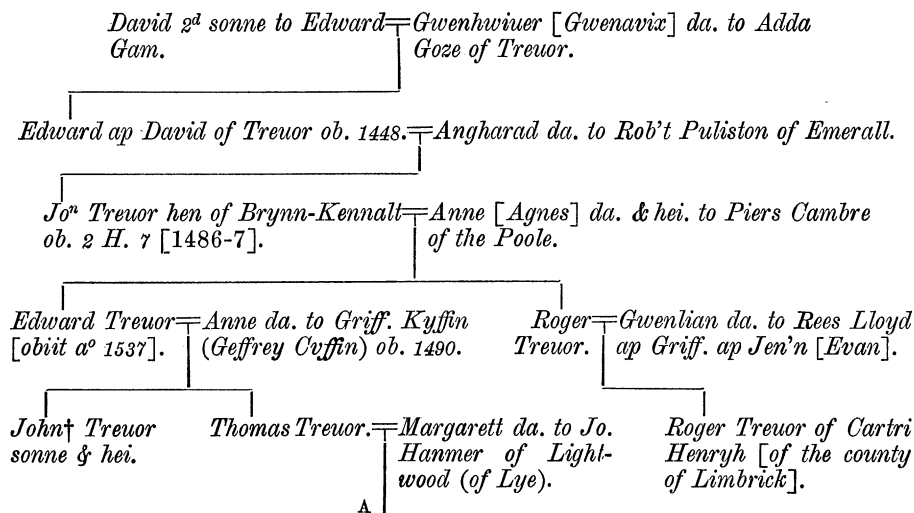 David 2ᵈ sonne to Edward
Gam.
Gwenhwiuer [Gwenavix] da. to Adda
Goze of Treuor.
Edward ap David of Treuor ob. 1448.
Angharad da. to Rob't Puliston of Emerall.
Joⁿ Treuor hen of Brynn-Kennalt
ob. 2 H. 7 [1486-7].
Anne [Agnes] da. & hei. to Piers Cambre
of the Poole.
Edward Treuor
[obiit aº 1537].
Anne da. to Griff. Kyffin
(Geffrey Cvffin) ob. 1490.
Roger
Treuor.
Gwenlian da. to Rees Lloyd
ap Griff. ap Jen'n [Evan].
John† Treuor
sonne & hei.
Thomas Treuor.
Margarett da. to Jo.
Hanmer of Light-
wood (of Lye).
Roger Treuor of Cartri
Henryh [of the county
of Limbrick].
A